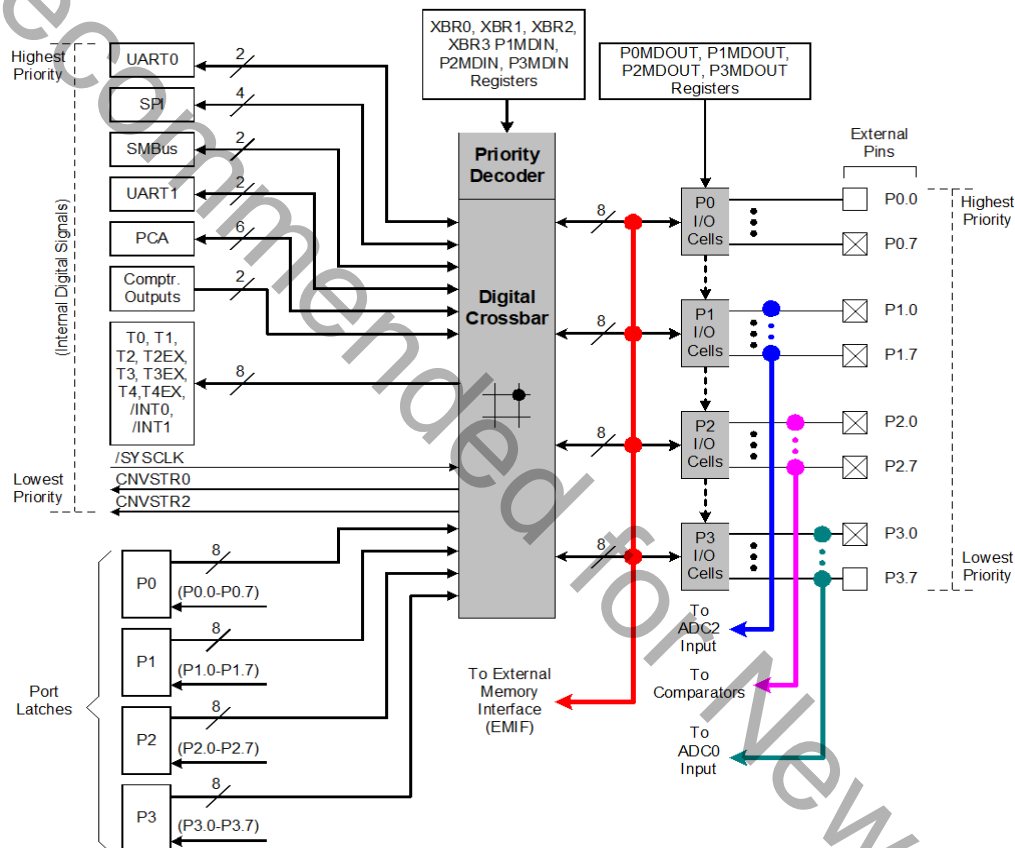 XBR0, XBR1, XBR2,
XBR3 P1MDIN,
P2MDIN, P3MDIN
Registers
P0MDOUT, P1MDOUT,
P2MDOUT, P3MDOUT
Registers
Highest
Priority
UART0
2
SPI
4
SMBus
2
UART1
2
PCA
6
Comptr.
Outputs
2
T0, T1,
T2, T2EX,
T3, T3EX,
T4,T4EX,
/INT0,
/INT1
8
(Internal Digital Signals)
/SYSCLK
CNVSTR0
CNVSTR2
Lowest
Priority
Priority
Decoder
Digital
Crossbar
8
8
8
8
P0
I/O
Cells
P1
I/O
Cells
P2
I/O
Cells
P3
I/O
Cells
External
Pins
P0.0
P0.7
P1.0
P1.7
P2.0
P2.7
P3.0
P3.7
Highest
Priority
Lowest
Priority
Port
Latches
P0
8
(P0.0-P0.7)
P1
8
(P1.0-P1.7)
P2
8
(P2.0-P2.7)
P3
8
(P3.0-P3.7)
To External
Memory
Interface
(EMIF)
To
ADC2
Input
To
Comparators
To
ADC0
Input
ecommended for New